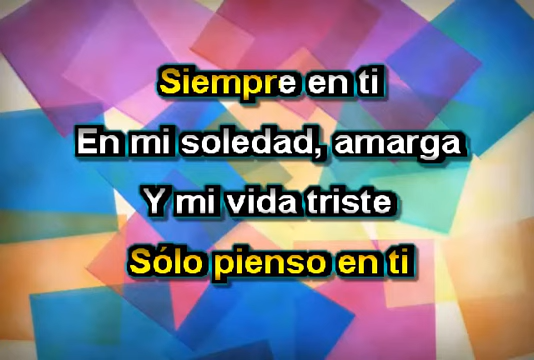 Siempre en ti
En mi soledad, amarga
Y mi vida triste
Sólo pienso en ti